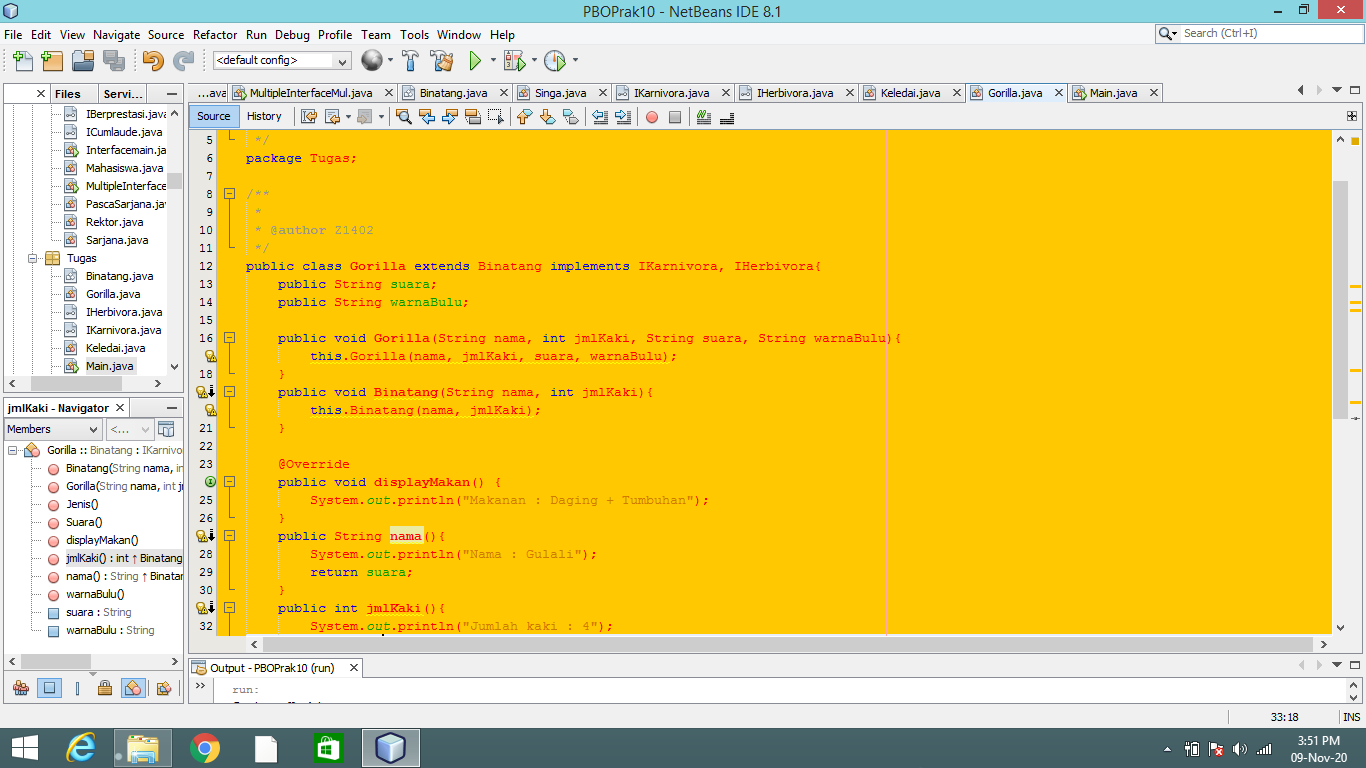 PBOPrak10 - NetBeans IDE 8.1
File Edit View Navigate Source Refactor Run Debug Profile Team Tools Window Help
Search (Ctrl+I)
<default config>
Files Servi...
...ava MultipleInterfaceMul.java Binatang.java Singa.java IKarnivora.java IHerbivora.java Keledai.java Gorilla.java Main.java
Source History
IBerprestasi.java
ICumlaude.java
Interfacemain.ja
Mahasiswa.java
MultipleInterface
PascaSarjana.jav
Rektor.java
Sarjana.java
Tugas
Binatang.java
Gorilla.java
IHerbivora.java
IKarnivora.java
Keledai.java
Main.java
jmlKaki - Navigator
Members <...
Gorilla :: Binatang : IKarnivo
Binatang(String nama, in
Gorilla(String nama, int jr
Jenis()
Suara()
displayMakan()
jmlKaki() : int ↑ Binatang
nama() : String ↑ Binatar
warnaBulu()
suara : String
warnaBulu : String
5 */
6 package Tugas;
7
8 /**
9 *
10 * @author Z1402
11 */
12 public class Gorilla extends Binatang implements IKarnivora, IHerbivora{
13 public String suara;
14 public String warnaBulu;
15
16 public void Gorilla(String nama, int jmlKaki, String suara, String warnaBulu){
this.Gorilla(nama, jmlKaki, suara, warnaBulu);
18 }
public void Binatang(String nama, int jmlKaki){
this.Binatang(nama, jmlKaki);
21 }
22
23 @Override
public void displayMakan() {
25 System.out.println("Makanan : Daging + Tumbuhan");
26 }
public String nama(){
28 System.out.println("Nama : Gulali");
29 return suara;
30 }
public int jmlKaki(){
32 System.out.println("Jumlah kaki : 4");
Output - PBOPrak10 (run)
run:
33:18 INS
3:51 PM
09-Nov-20